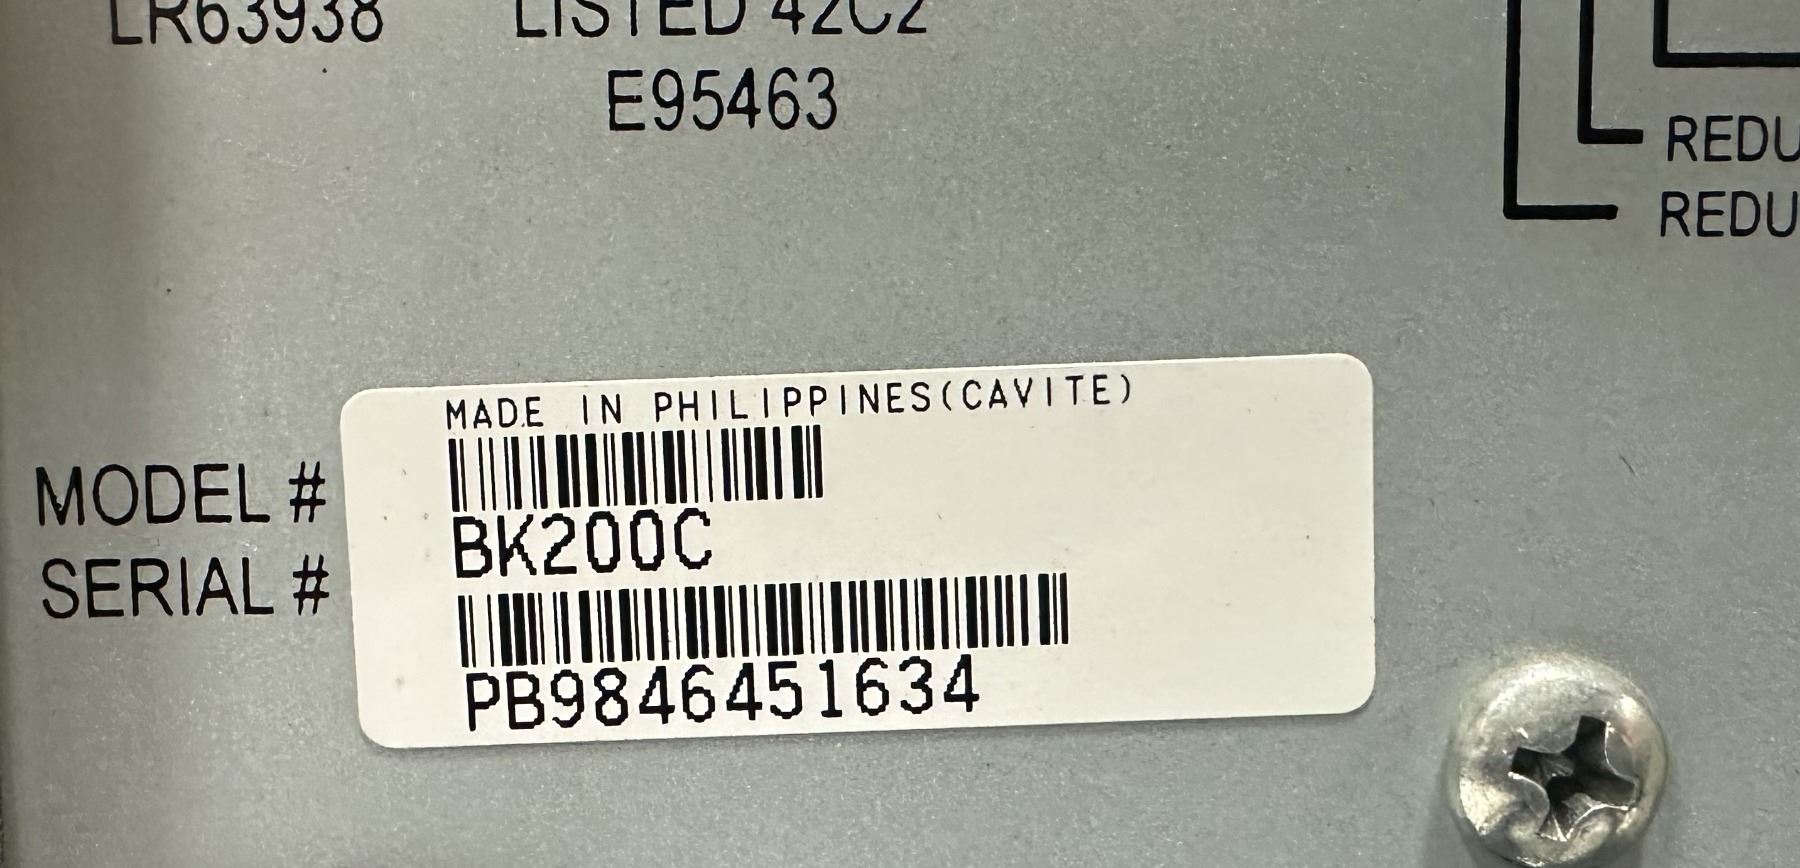 LR63938 LISTED 42C2
E95463
REDU
REDU
MADE IN PHILIPPINES(CAVITE)
MODEL #
BK200C
SERIAL #
PB9846451634